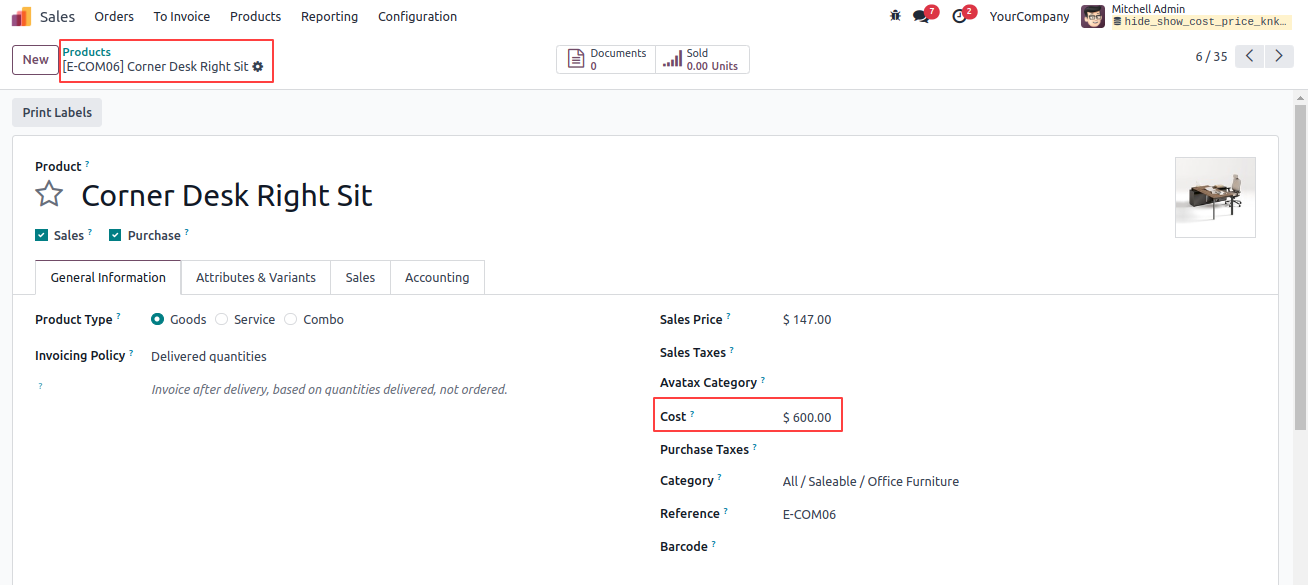 Sales Orders To Invoice Products Reporting Configuration 7 2 YourCompany Mitchell Admin
hide_show_cost_price_knk...
New Products Documents Sold 6 / 35
[E-COM06] Corner Desk Right Sit 0 0.00 Units
Print Labels
Product ?
Corner Desk Right Sit
Sales ? Purchase ?
General Information Attributes & Variants Sales Accounting
Product Type ? Goods Service Combo Sales Price ? $ 147.00
Invoicing Policy ? Delivered quantities Sales Taxes ?
? Invoice after delivery, based on quantities delivered, not ordered. Avatax Category ?
Cost ? $ 600.00
Purchase Taxes ?
Category ? All / Saleable / Office Furniture
Reference ? E-COM06
Barcode ?